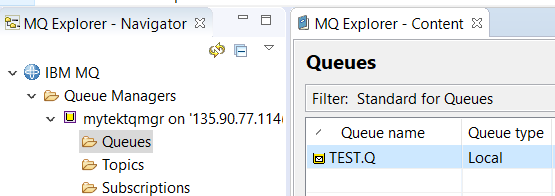 MQ Explorer - Navigator
IBM MQ
Queue Managers
mytektqmgr on '135.90.77.114(
Queues
Topics
Subscriptions
MQ Explorer - Content
Queues
Filter: Standard for Queues
Queue name Queue type
TEST.Q Local